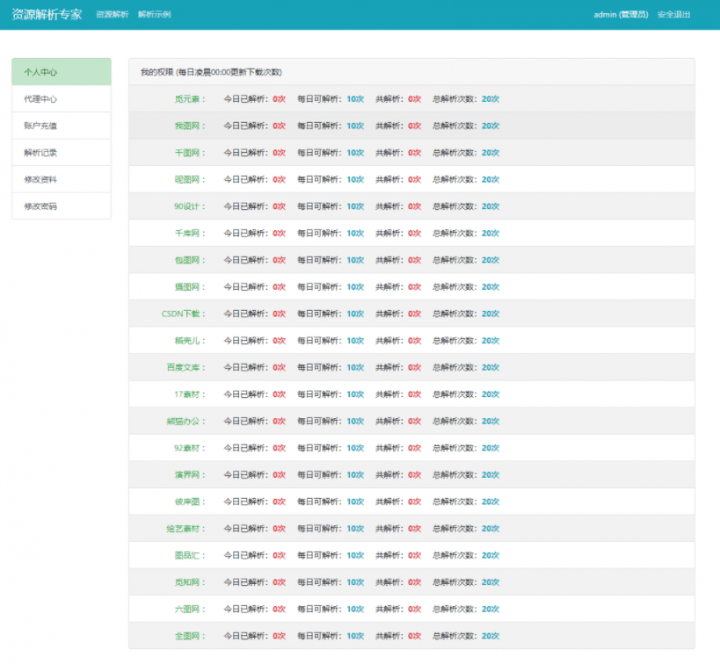 资源解析专家 资源解析 解析示例 admin (管理员) 安全退出
个人中心
代理中心
账户充值
解析记录
修改资料
修改密码
我的权限 (每日凌晨00:00更新下载次数)
觅元素： 今日已解析：0次 每日可解析：10次 共解析：0次 总解析次数：20次
我图网： 今日已解析：0次 每日可解析：10次 共解析：0次 总解析次数：20次
千图网： 今日已解析：0次 每日可解析：10次 共解析：0次 总解析次数：20次
昵图网： 今日已解析：0次 每日可解析：10次 共解析：0次 总解析次数：20次
90设计： 今日已解析：0次 每日可解析：10次 共解析：0次 总解析次数：20次
千库网： 今日已解析：0次 每日可解析：10次 共解析：0次 总解析次数：20次
包图网： 今日已解析：0次 每日可解析：10次 共解析：0次 总解析次数：20次
摄图网： 今日已解析：0次 每日可解析：10次 共解析：0次 总解析次数：20次
CSDN下载： 今日已解析：0次 每日可解析：10次 共解析：0次 总解析次数：20次
稻壳儿： 今日已解析：0次 每日可解析：10次 共解析：0次 总解析次数：20次
百度文库： 今日已解析：0次 每日可解析：10次 共解析：0次 总解析次数：20次
17素材： 今日已解析：0次 每日可解析：10次 共解析：0次 总解析次数：20次
熊猫办公： 今日已解析：0次 每日可解析：10次 共解析：0次 总解析次数：20次
92素材： 今日已解析：0次 每日可解析：10次 共解析：0次 总解析次数：20次
演界网： 今日已解析：0次 每日可解析：10次 共解析：0次 总解析次数：20次
彼岸图： 今日已解析：0次 每日可解析：10次 共解析：0次 总解析次数：20次
绘艺素材： 今日已解析：0次 每日可解析：10次 共解析：0次 总解析次数：20次
图品汇： 今日已解析：0次 每日可解析：10次 共解析：0次 总解析次数：20次
觅知网： 今日已解析：0次 每日可解析：10次 共解析：0次 总解析次数：20次
六图网： 今日已解析：0次 每日可解析：10次 共解析：0次 总解析次数：20次
全图网： 今日已解析：0次 每日可解析：10次 共解析：0次 总解析次数：20次